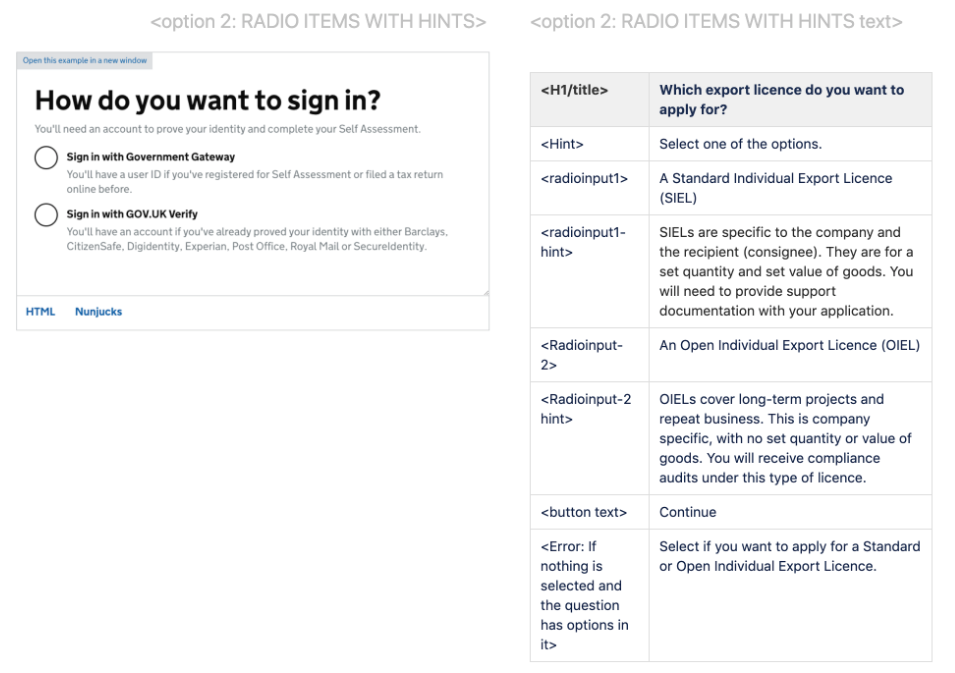 <option 2: RADIO ITEMS WITH HINTS>
Open this example in a new window
How do you want to sign in?
You'll need an account to prove your identity and complete your Self Assessment.
Sign in with Government Gateway
You'll have a user ID if you've registered for Self Assessment or filed a tax return
online before.
Sign in with GOV.UK Verify
You'll have an account if you've already proved your identity with either Barclays,
CitizenSafe, Digidentity, Experian, Post Office, Royal Mail or SecureIdentity.
HTML Nunjucks
<option 2: RADIO ITEMS WITH HINTS text>
<H1/title>
Which export licence do you want to
apply for?
<Hint>
Select one of the options.
<radioinput1>
A Standard Individual Export Licence
(SIEL)
<radioinput1-
hint>
SIELs are specific to the company and
the recipient (consignee). They are for a
set quantity and set value of goods. You
will need to provide support
documentation with your application.
<Radioinput-
2>
An Open Individual Export Licence (OIEL)
<Radioinput-2
hint>
OIELs cover long-term projects and
repeat business. This is company
specific, with no set quantity or value of
goods. You will receive compliance
audits under this type of licence.
<button text>
Continue
<Error: If
nothing is
selected and
the question
has options in
it>
Select if you want to apply for a Standard
or Open Individual Export Licence.